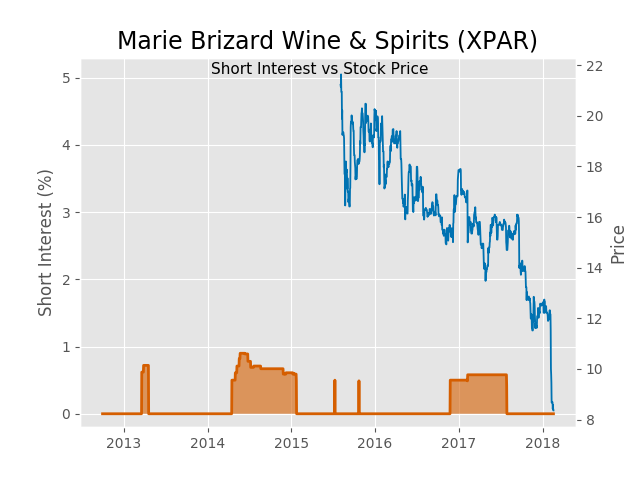 Marie Brizard Wine & Spirits (XPAR)
Short Interest vs Stock Price
Short Interest (%)
5
4
3
2
1
0
22
20
18
16
14
12
10
8
Price
2013 2014 2015 2016 2017 2018